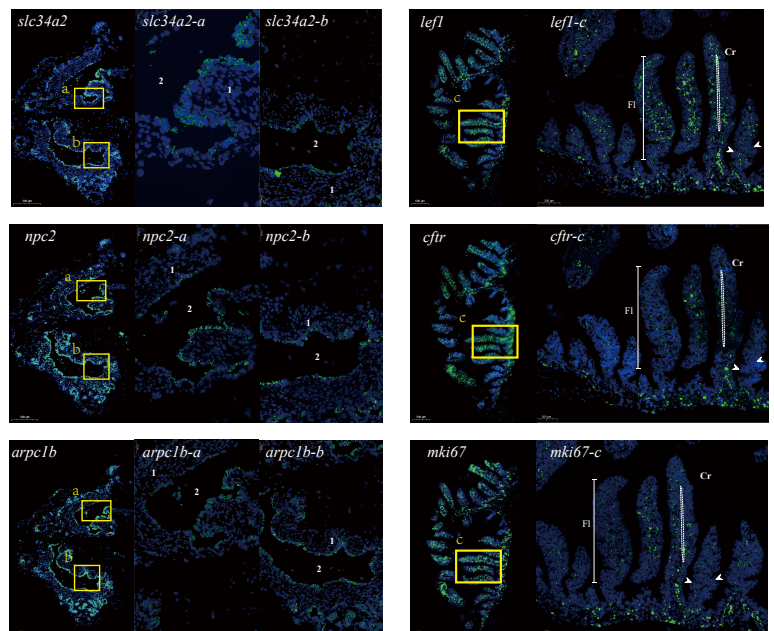 slc34a2
slc34a2-a
slc34a2-b
a
b
2
1
2
1
lef1
lef1-c
c
Fl
Cr
npc2
npc2-a
npc2-b
a
b
1
2
1
2
cftr
cftr-c
c
Fl
Cr
arpc1b
arpc1b-a
arpc1b-b
a
b
1
2
1
2
mki67
mki67-c
c
Fl
Cr